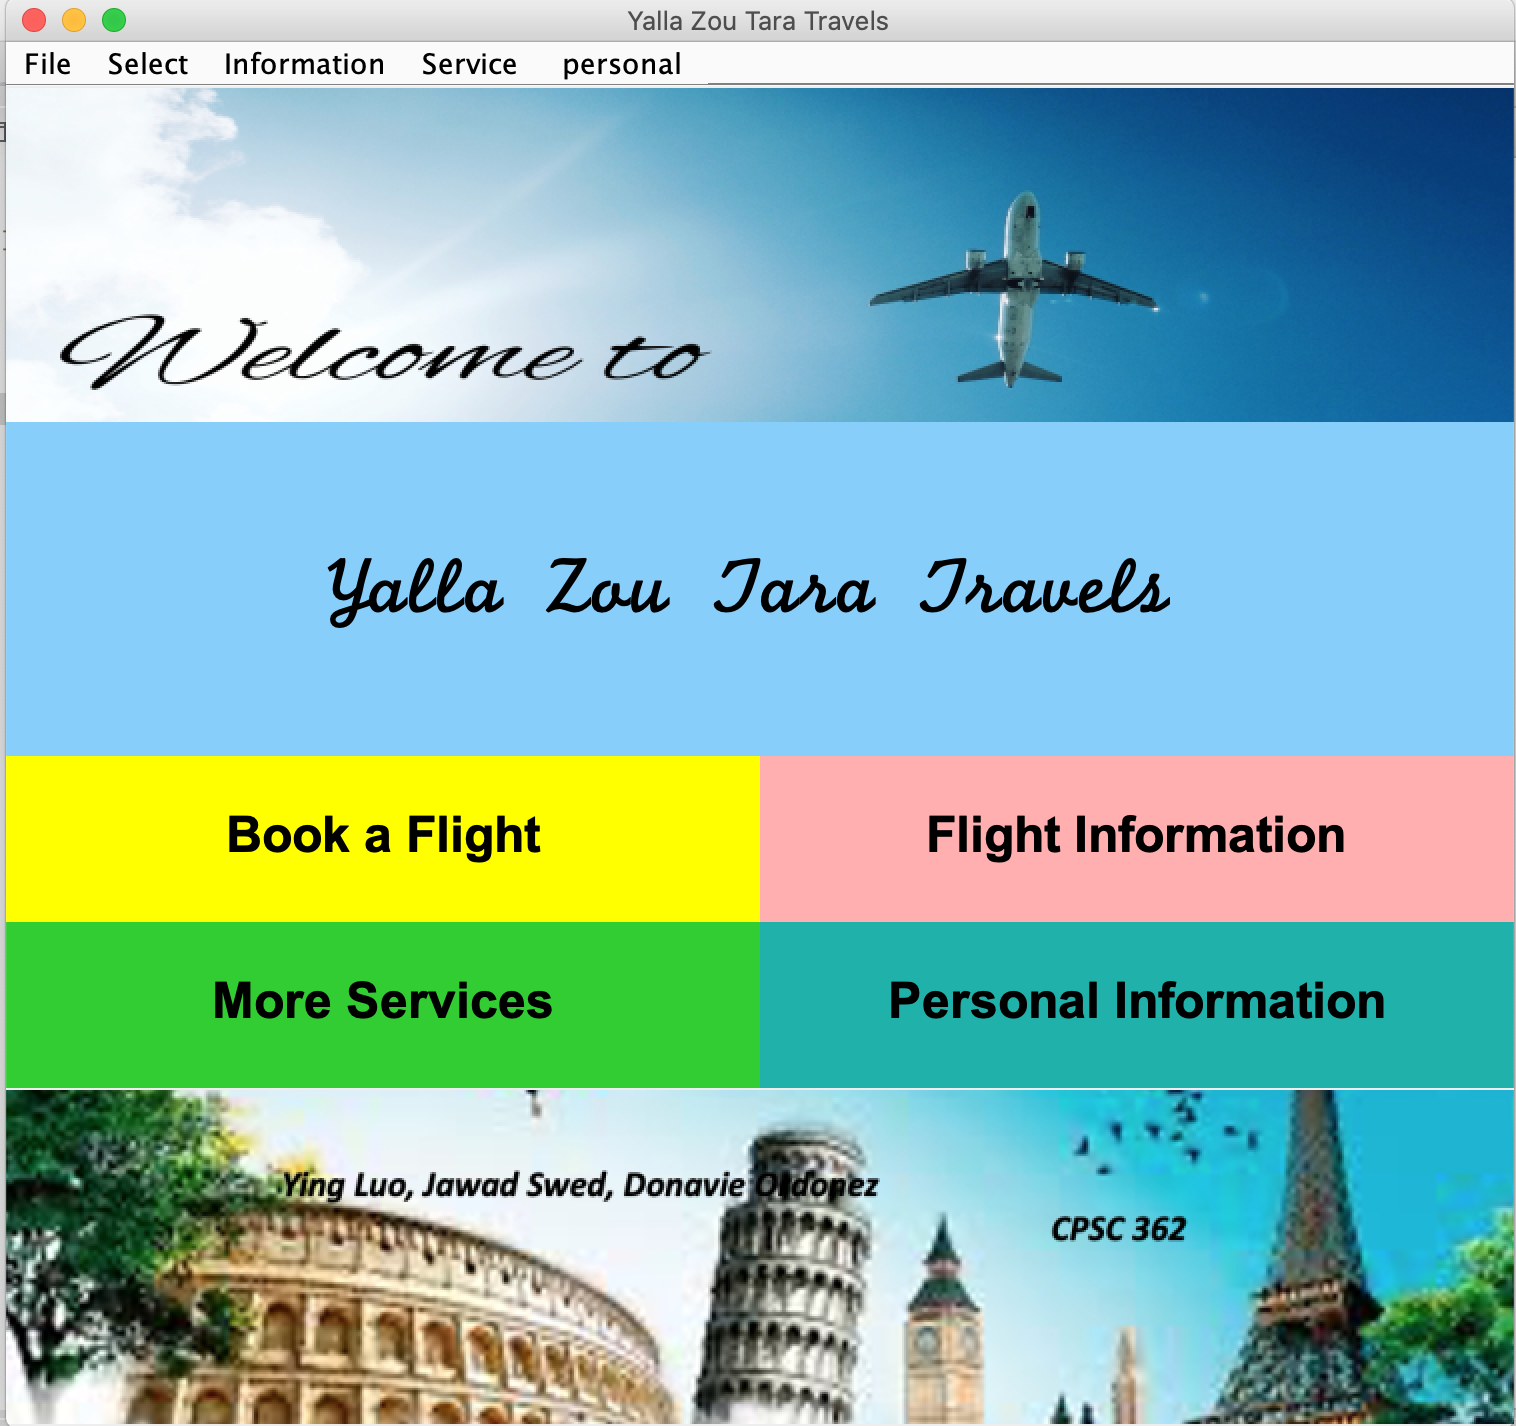 Yalla Zou Tara Travels
File Select Information Service personal
Welcome to
Yalla Zou Tara Travels
Book a Flight
Flight Information
More Services
Personal Information
Ying Luo, Jawad Swed, Donavie Ordonez
CPSC 362